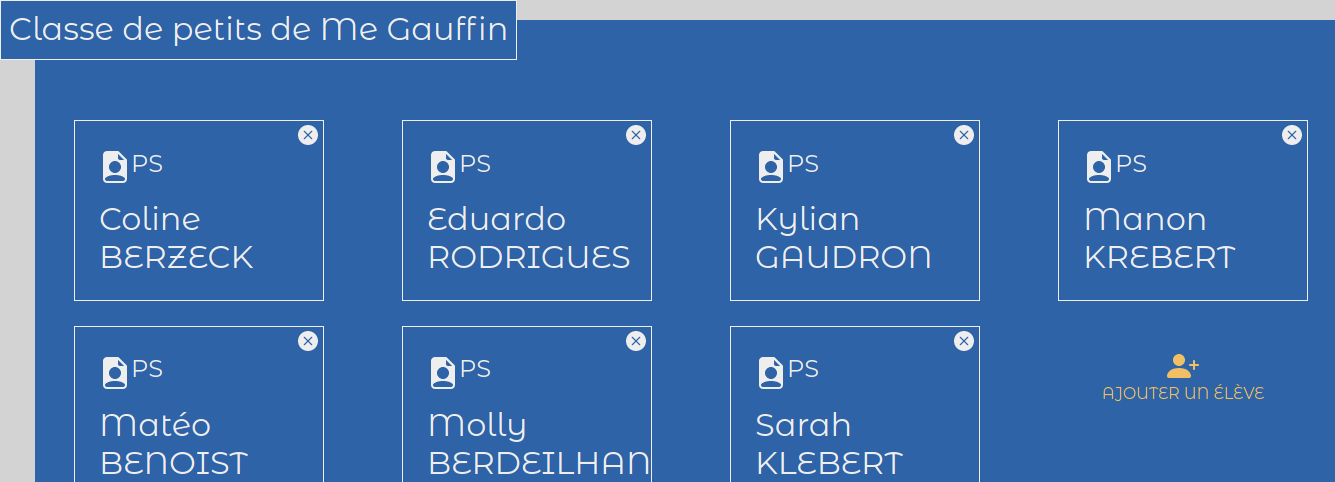 Classe de petits de Me Gauffin
PS
Coline
BERZECK
PS
Eduardo
RODRIGUES
PS
Kylian
GAUDRON
PS
Manon
KREBERT
PS
Matéo
BENOIST
PS
Molly
BERDEILHAN
PS
Sarah
KLEBERT
AJOUTER UN ÉLÈVE